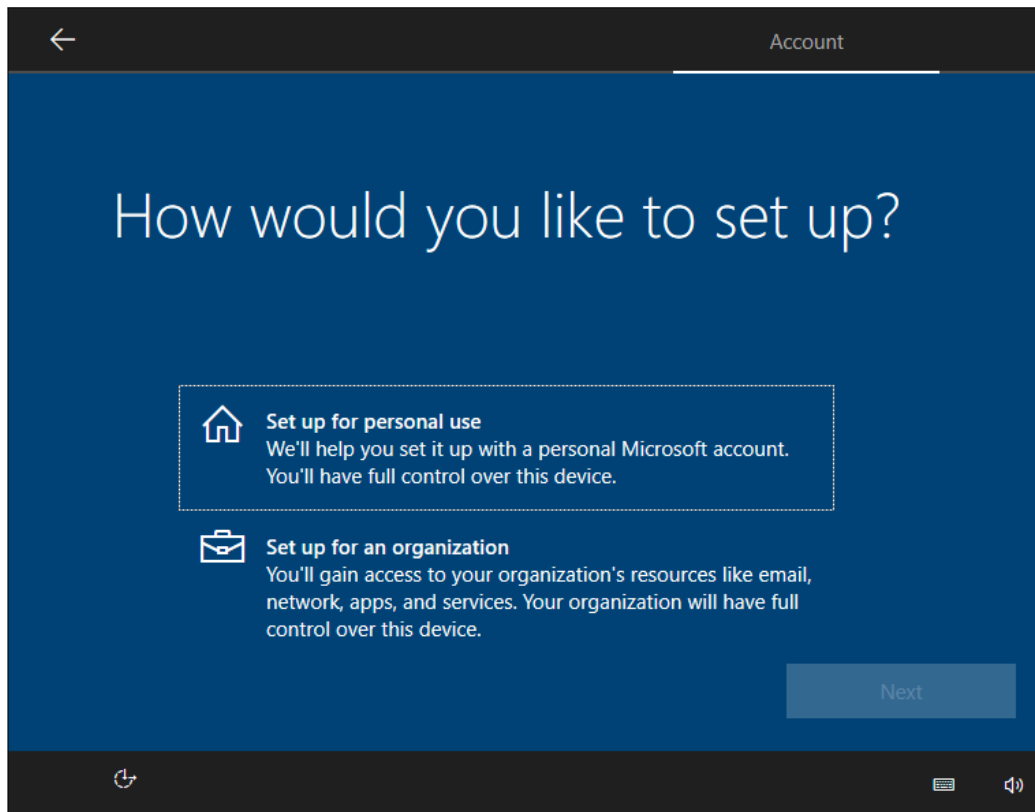 Account
How would you like to set up?
Set up for personal use
We'll help you set it up with a personal Microsoft account.
You'll have full control over this device.
Set up for an organization
You'll gain access to your organization's resources like email,
network, apps, and services. Your organization will have full
control over this device.
Next